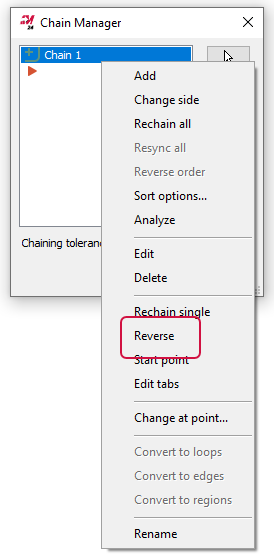 Chain Manager
24
Chain 1
Add
Change side
Rechain all
Resync all
Reverse order
Sort options...
Analyze
Chaining toleranc
Edit
Delete
Rechain single
Reverse
Start point
Edit tabs
Change at point...
Convert to loops
Convert to edges
Convert to regions
Rename